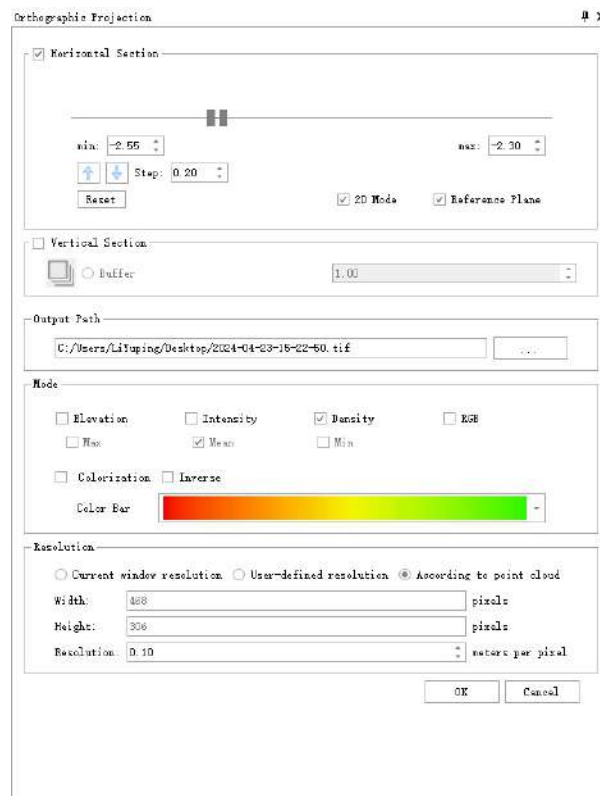 Orthographic Projection
Horizontal Section
min: -2.55 max: -2.30
Step: 0.20
Reset 2D Mode Reference Plane
Vertical Section
Buffer 1.00
Output Path
C:/Users/LiYuping/Desktop/2024-04-23-15-22-50.tif ...
Mode
Elevation Intensity Density RGB
Max Mean Min
Colorization Inverse
Color Bar
Resolution
Current window resolution User-defined resolution According to point cloud
Width: 468 pixels
Height: 306 pixels
Resolution: 0.10 meters per pixel
OK Cancel